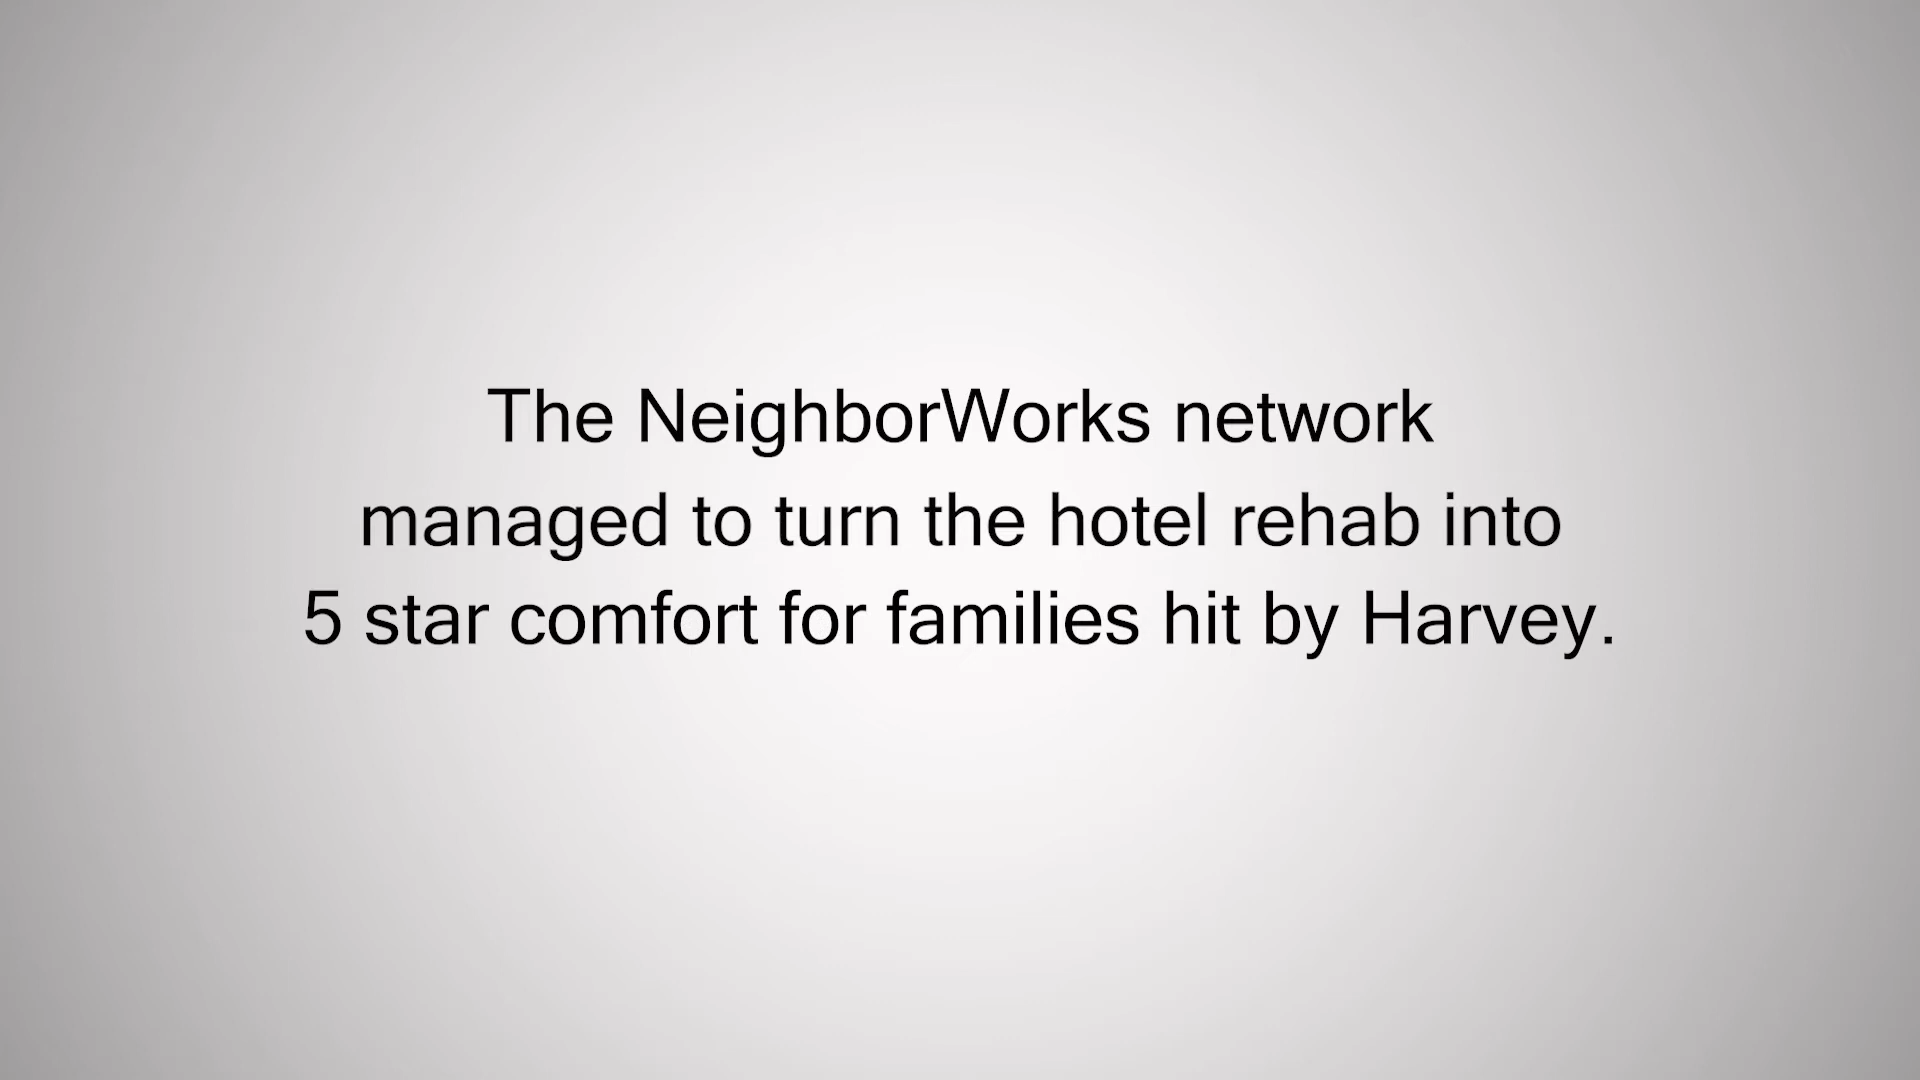 The NeighborWorks network
managed to turn the hotel rehab into
5 star comfort for families hit by Harvey.